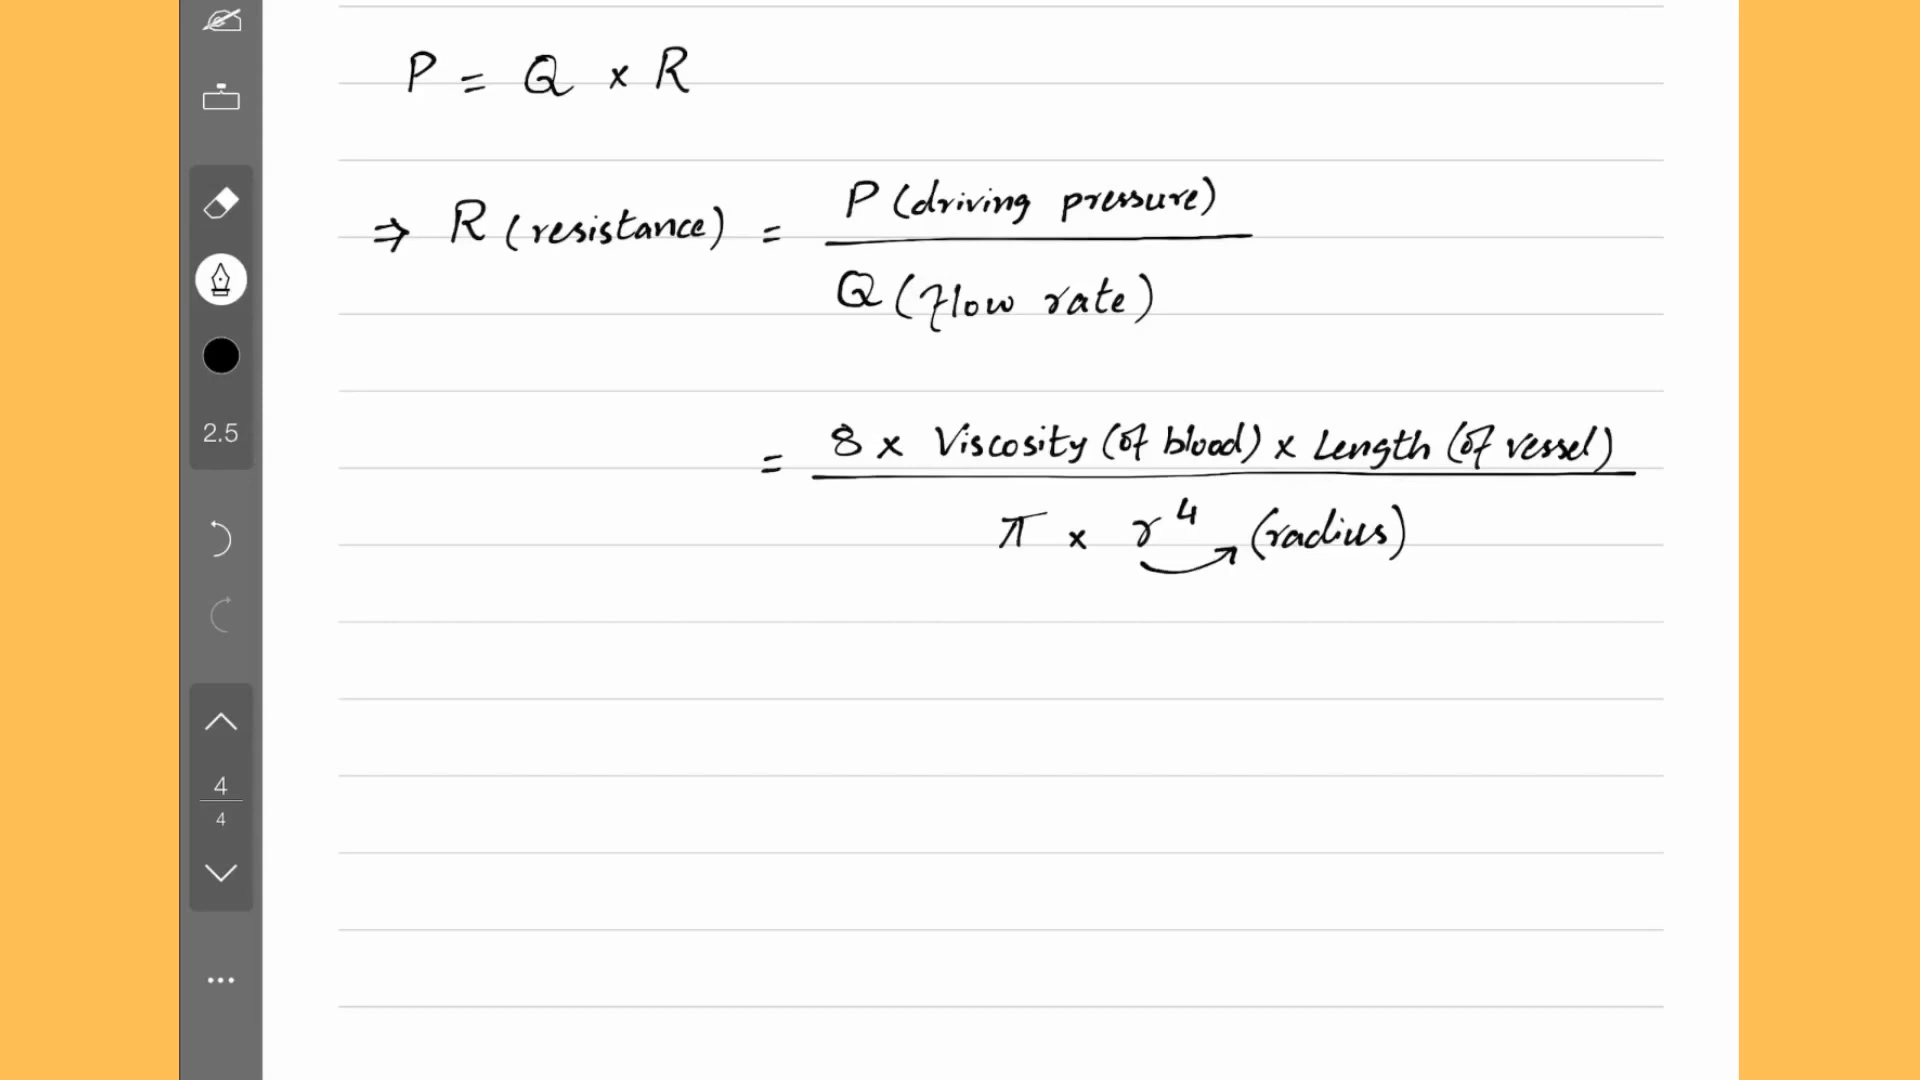 P = Q × R
⇒ R (resistance) = P (driving pressure)
Q (flow rate)
2.5
= 8 × Viscosity (of blood) × Length (of vessel)
π × r⁴ (radius)
4
4